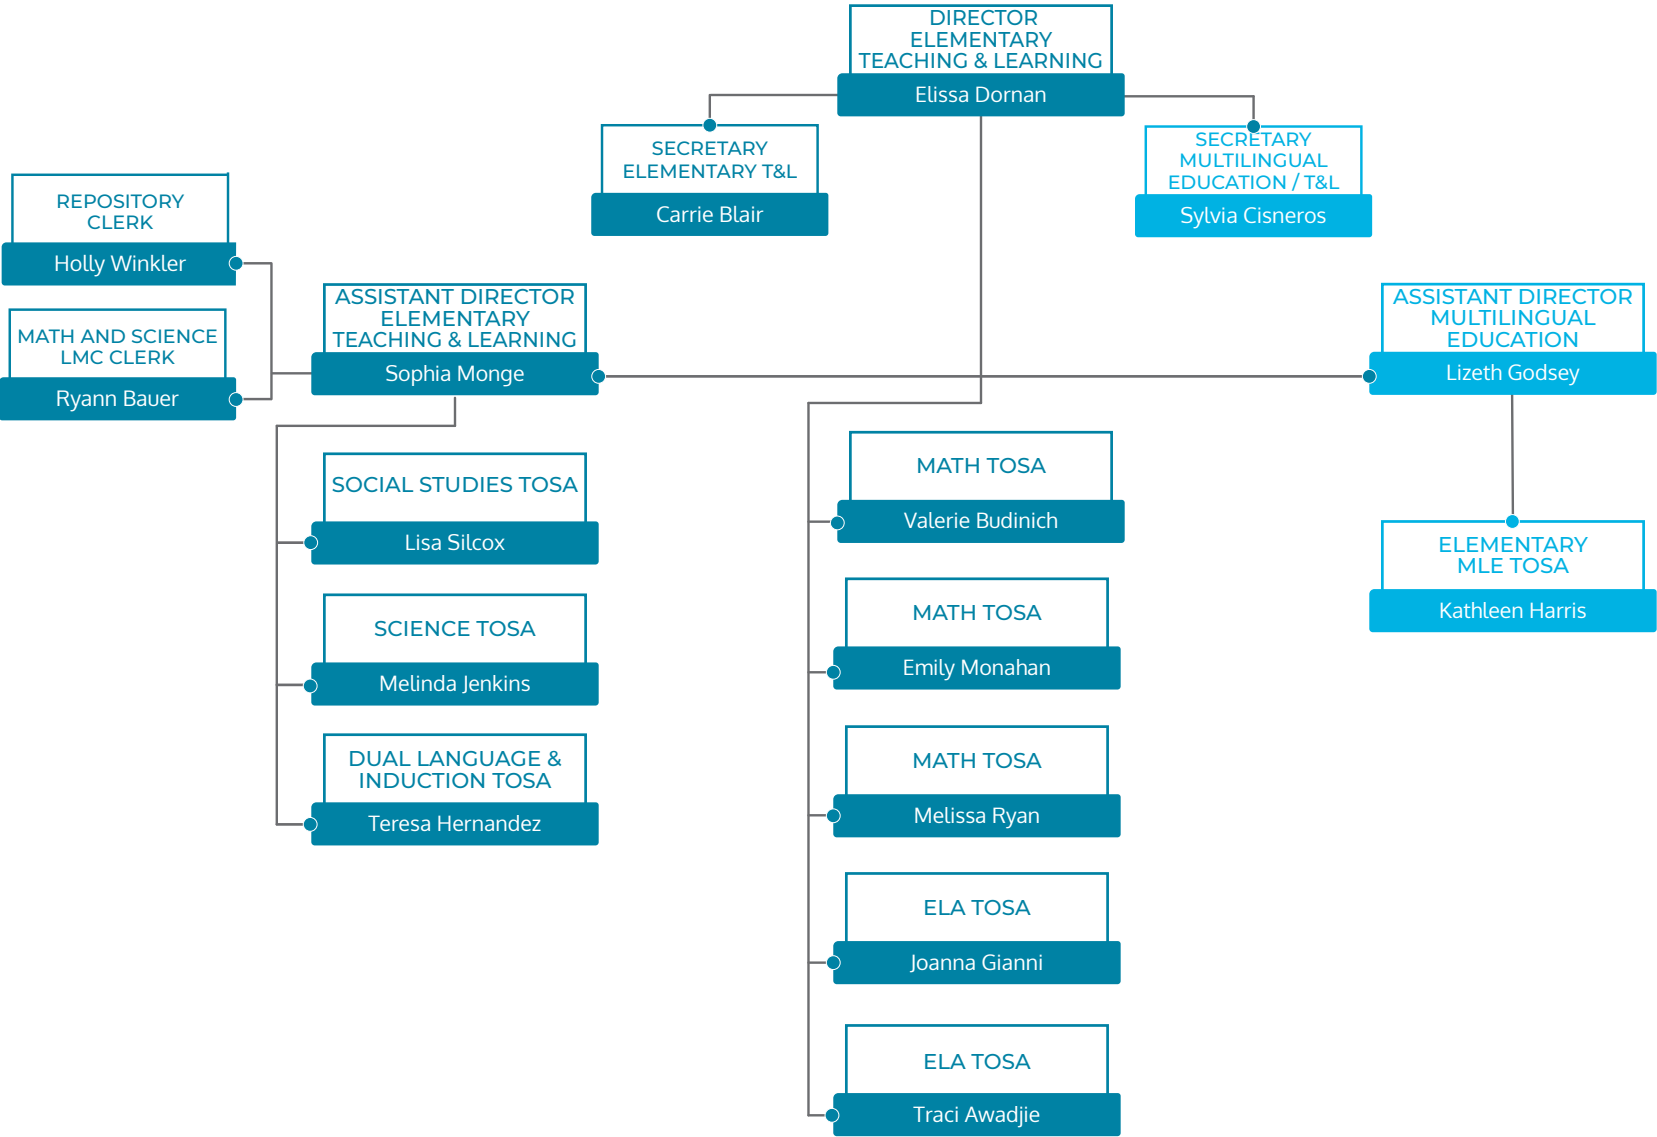 DIRECTOR
ELEMENTARY
TEACHING & LEARNING
Elissa Dornan
SECRETARY
ELEMENTARY T&L
Carrie Blair
SECRETARY
MULTILINGUAL
EDUCATION / T&L
Sylvia Cisneros
REPOSITORY
CLERK
Holly Winkler
MATH AND SCIENCE
LMC CLERK
Ryann Bauer
ASSISTANT DIRECTOR
ELEMENTARY
TEACHING & LEARNING
Sophia Monge
ASSISTANT DIRECTOR
MULTILINGUAL
EDUCATION
Lizeth Godsey
SOCIAL STUDIES TOSA
Lisa Silcox
SCIENCE TOSA
Melinda Jenkins
DUAL LANGUAGE &
INDUCTION TOSA
Teresa Hernandez
MATH TOSA
Valerie Budinich
MATH TOSA
Emily Monahan
MATH TOSA
Melissa Ryan
ELA TOSA
Joanna Gianni
ELA TOSA
Traci Awadjie
ELEMENTARY
MLE TOSA
Kathleen Harris